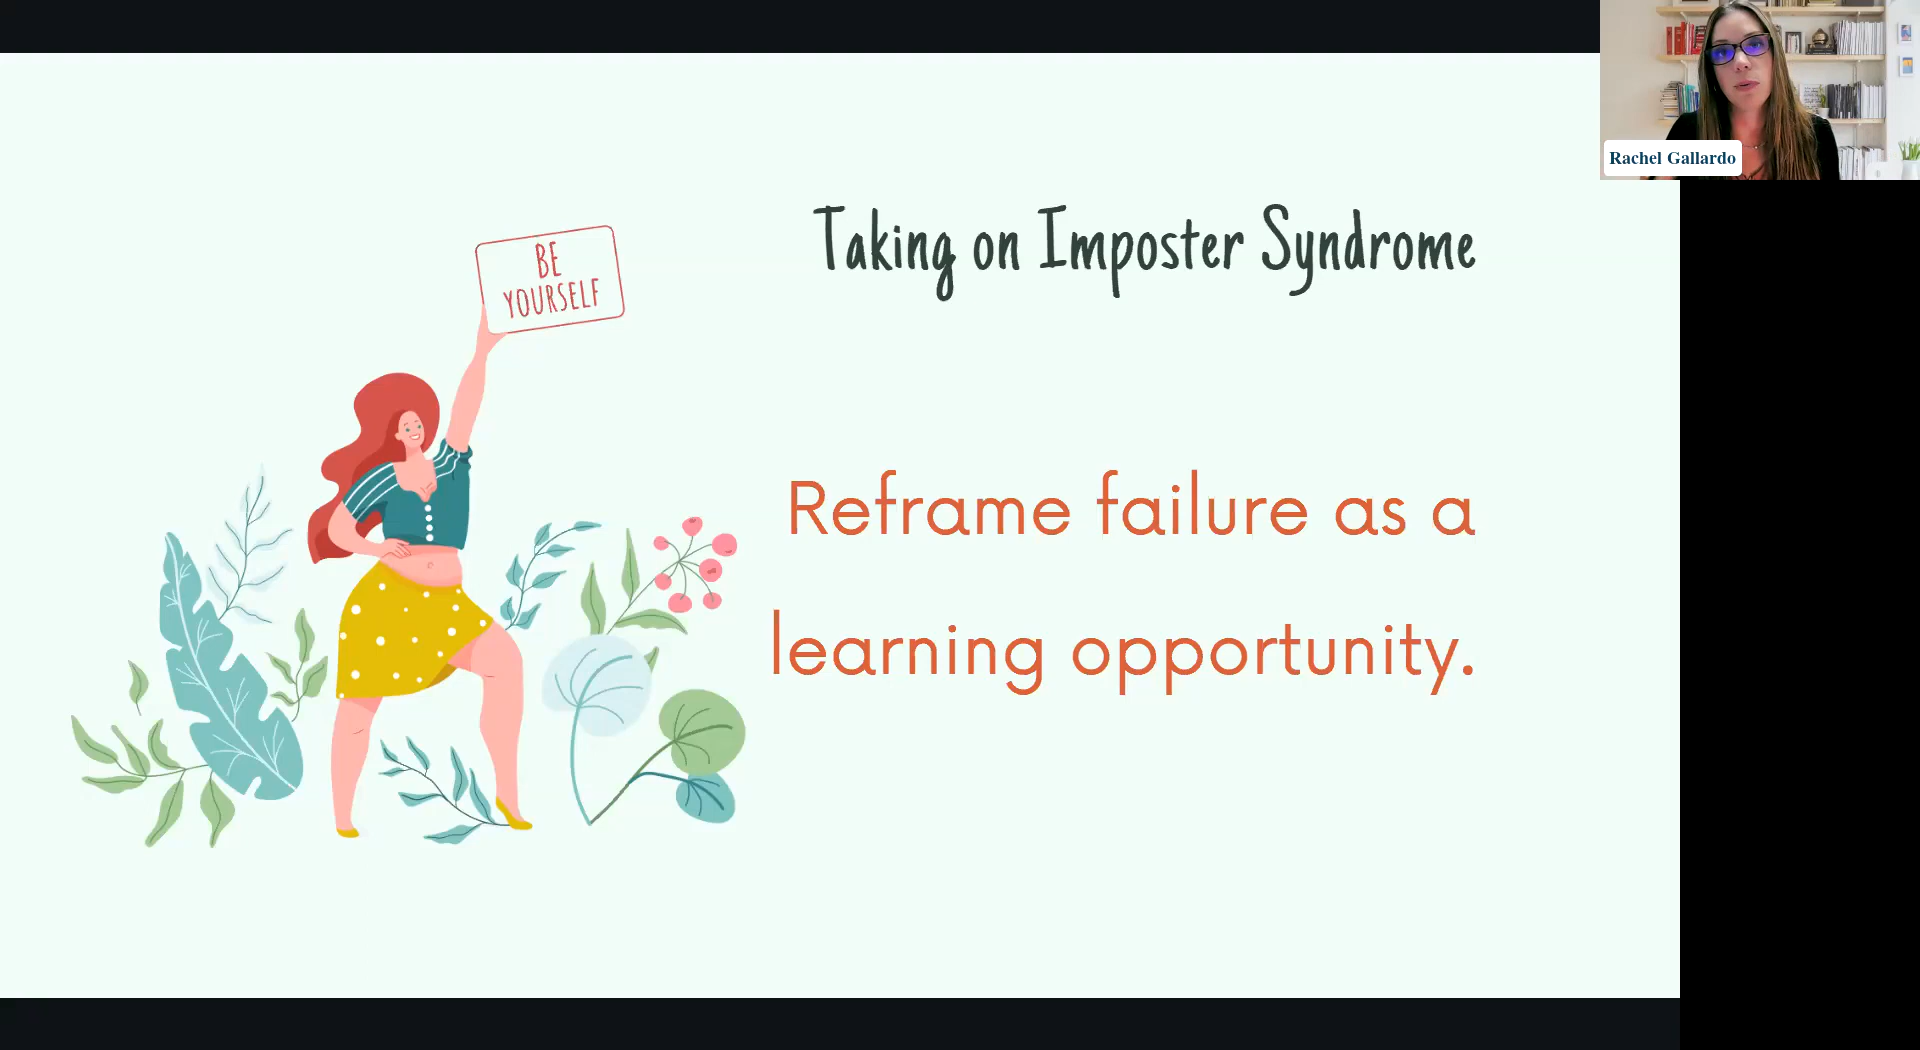 Rachel Gallardo
Taking on Imposter Syndrome
BE
YOURSELF
Reframe failure as a
learning opportunity.